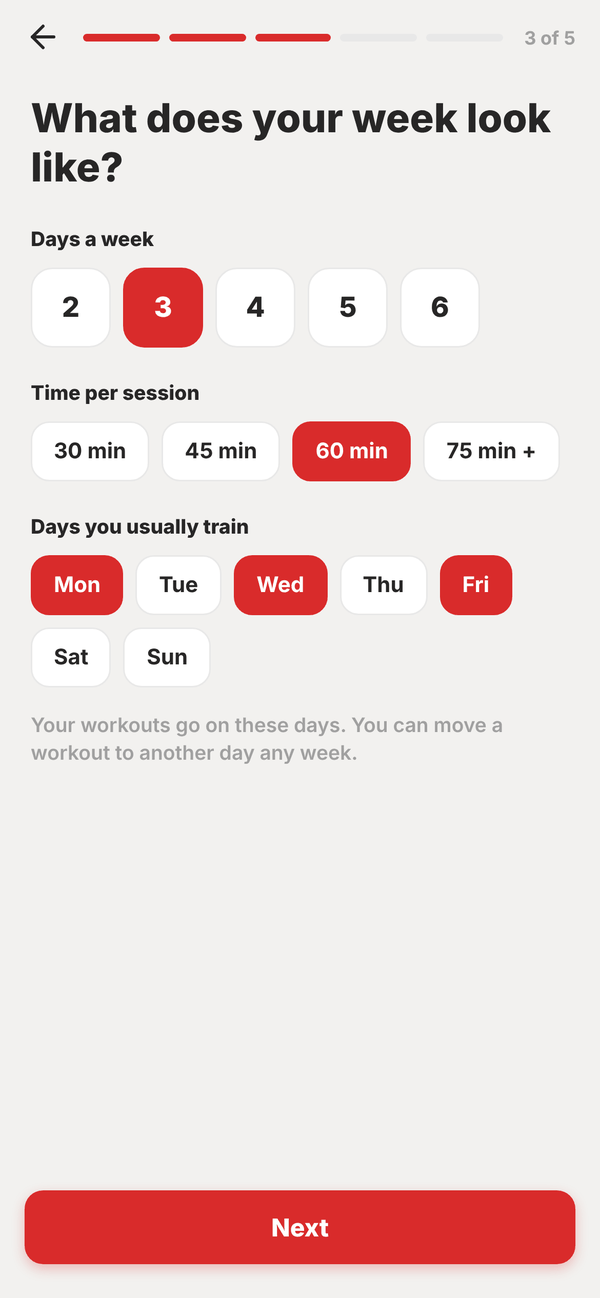 3 of 5
What does your week look
like?
Days a week
2 3 4 5 6
Time per session
30 min 45 min 60 min 75 min +
Days you usually train
Mon Tue Wed Thu Fri
Sat Sun
Your workouts go on these days. You can move a
workout to another day any week.
Next